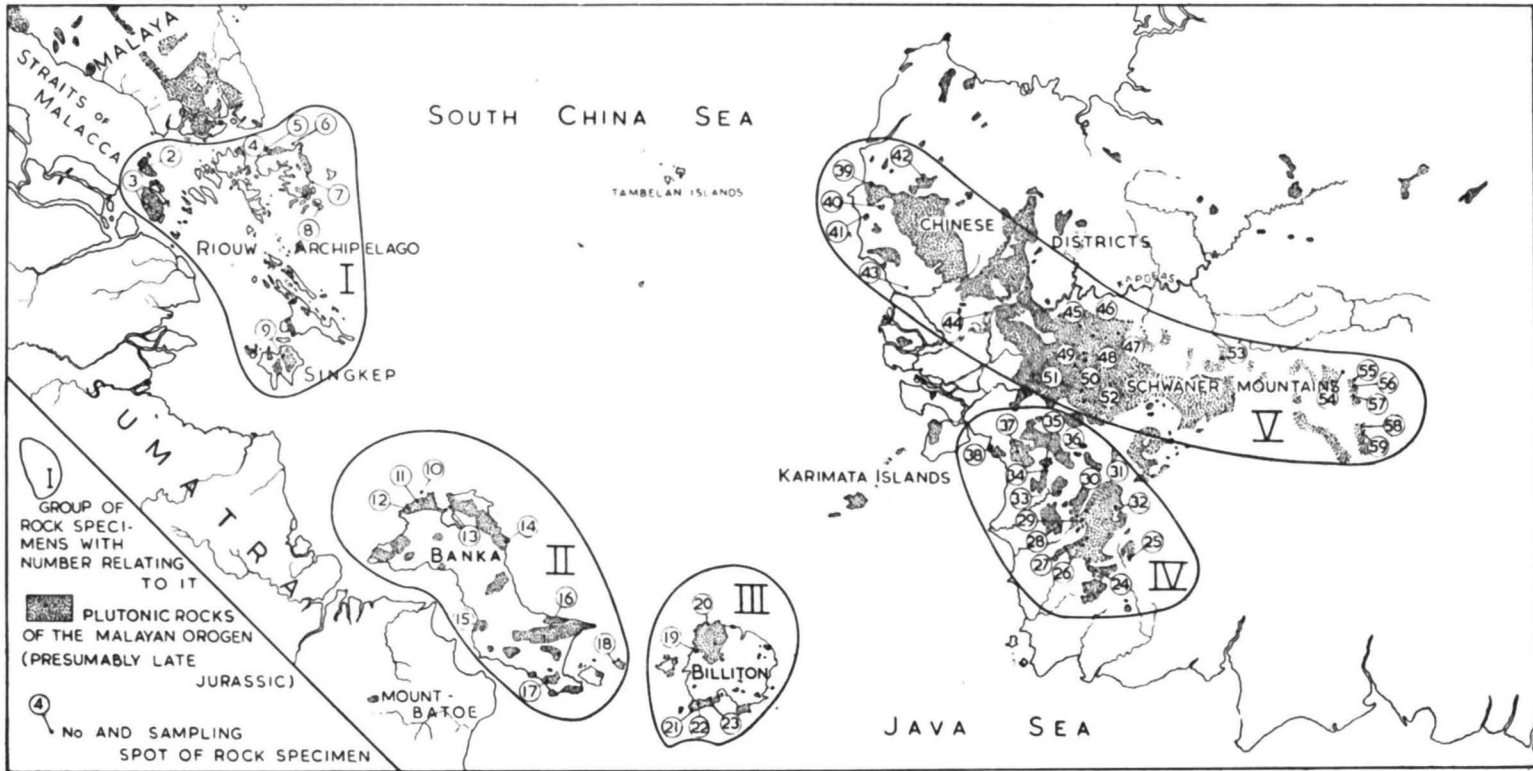 MALAYA
STRAITS OF
MALACCA
SOUTH CHINA SEA
TAMBELAN ISLANDS
2
3
4
5
6
7
8
RIOUW ARCHIPELAGO
I
9
SINGKEP
SUMATRA
10
11
12
13
14
BANKA
II
15
16
17
18
MOUNT-
BATOE
19
20
III
BILLITON
21
22
23
JAVA SEA
KARIMATA ISLANDS
39
40
41
42
43
CHINESE
DISTRICTS
KAPOEAS
44
45
46
47
48
49
50
51
52
53
SCHWANER MOUNTAINS
54
55
56
57
58
59
V
37
35
36
38
34
33
30
31
32
29
28
27
26
25
24
IV
I
GROUP OF
ROCK SPECI-
MENS WITH
NUMBER RELATING
TO IT
PLUTONIC ROCKS
OF THE MALAYAN OROGEN
(PRESUMABLY LATE
JURASSIC)
4
No AND SAMPLING
SPOT OF ROCK SPECIMEN